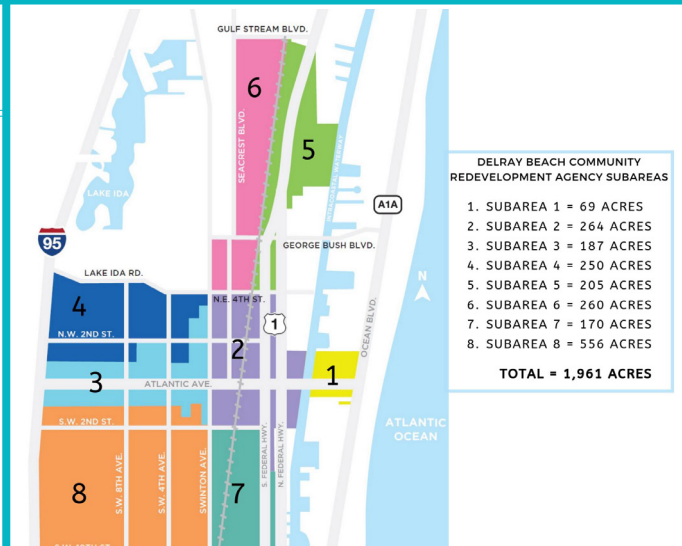 GULF STREAM BLVD.
6
SEACREST BLVD.
5
INTRACOASTAL WATERWAY
LAKE IDA
A1A
95
GEORGE BUSH BLVD.
LAKE IDA RD.
N
N.E. 4TH ST.
4
1
OCEAN BLVD.
N.W. 2ND ST.
2
3
ATLANTIC AVE.
1
S.W. 2ND ST.
ATLANTIC
OCEAN
S.W. 8TH AVE.
S.W. 4TH AVE.
SWINTON AVE.
S. FEDERAL HWY.
N. FEDERAL HWY.
8
7
DELRAY BEACH COMMUNITY
REDEVELOPMENT AGENCY SUBAREAS
1. SUBAREA 1 = 69 ACRES
2. SUBAREA 2 = 264 ACRES
3. SUBAREA 3 = 187 ACRES
4. SUBAREA 4 = 250 ACRES
5. SUBAREA 5 = 205 ACRES
6. SUBAREA 6 = 260 ACRES
7. SUBAREA 7 = 170 ACRES
8. SUBAREA 8 = 556 ACRES
TOTAL = 1,961 ACRES